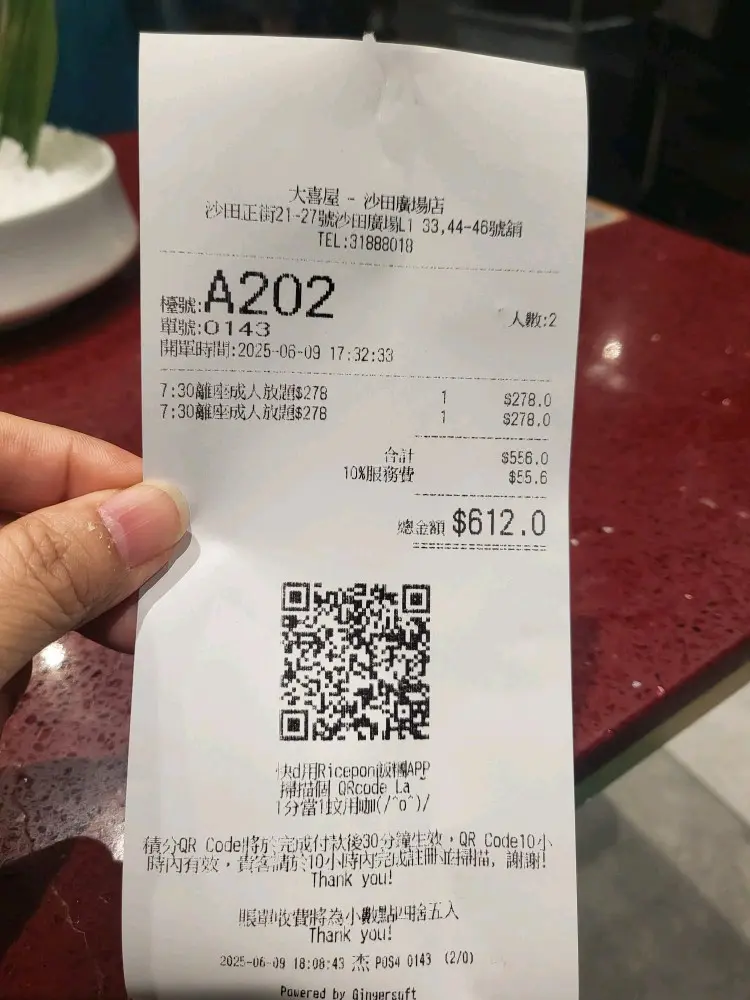 大喜屋 - 沙田廣場店
沙田正街21-27號沙田廣場L1 33,44-46號舖
TEL:31888018
檯號:A202 人數:2
單號:0143
開單時間:2025-06-09 17:32:33
7:30離座成人放題$278 1 $278.0
7:30離座成人放題$278 1 $278.0
合計 $556.0
10%服務費 $55.6
總金額 $612.0
快d用Ricepon飯糰APP
掃描個 QRcode La
1分當1蚊用咖!(/^o^)/
積分QR Code將於完成付款後30分鐘生效，QR Code10小
時內有效，貴客請於10小時內完成註冊並掃描, 謝謝!
Thank you!
賬單收費將為小數點四捨五入
Thank you!
2025-06-09 18:08:43 杰 POS4 0143 (2/0)
Powered by Gingersoft